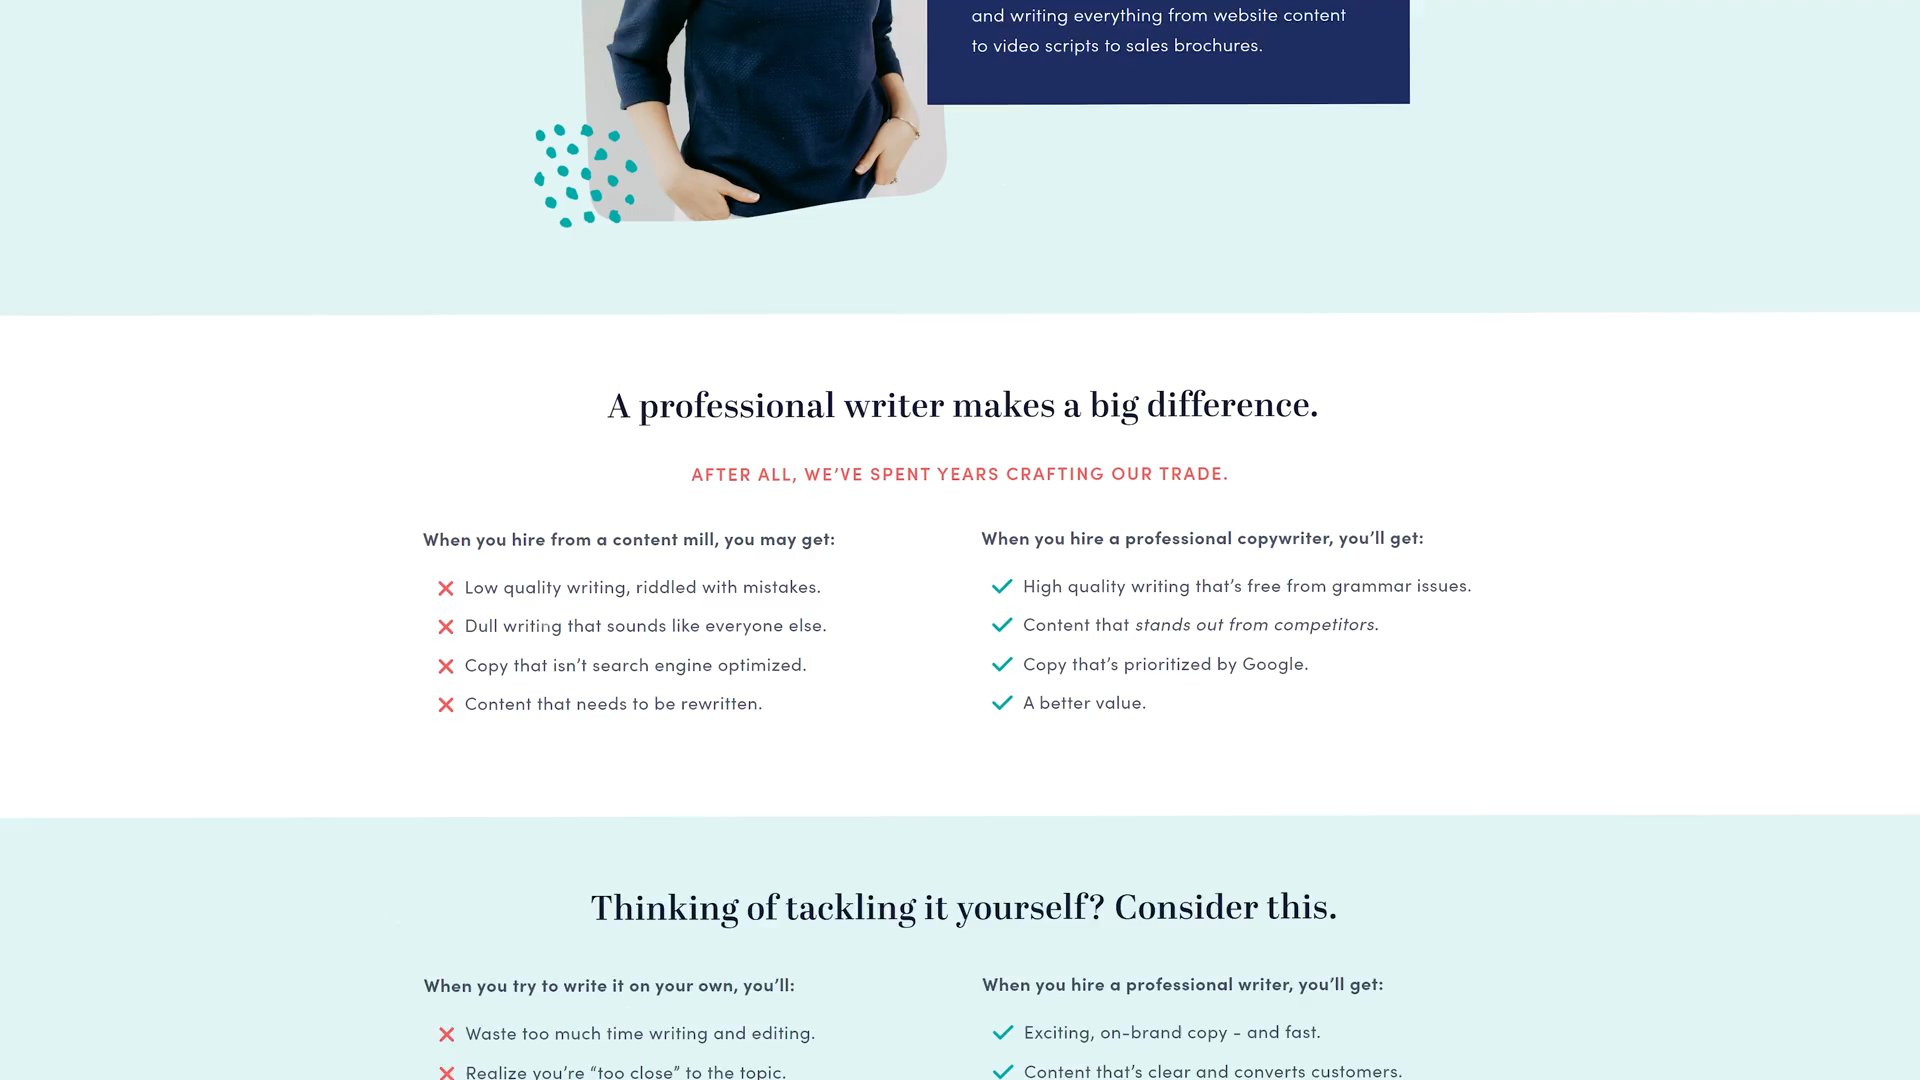 and writing everything from website content
to video scripts to sales brochures.
A professional writer makes a big difference.
AFTER ALL, WE’VE SPENT YEARS CRAFTING OUR TRADE.
When you hire from a content mill, you may get:
Low quality writing, riddled with mistakes.
Dull writing that sounds like everyone else.
Copy that isn’t search engine optimized.
Content that needs to be rewritten.
When you hire a professional copywriter, you’ll get:
High quality writing that’s free from grammar issues.
Content that stands out from competitors.
Copy that’s prioritized by Google.
A better value.
Thinking of tackling it yourself? Consider this.
When you try to write it on your own, you’ll:
Waste too much time writing and editing.
Realize you’re “too close” to the topic.
When you hire a professional writer, you’ll get:
Exciting, on-brand copy - and fast.
Content that’s clear and converts customers.